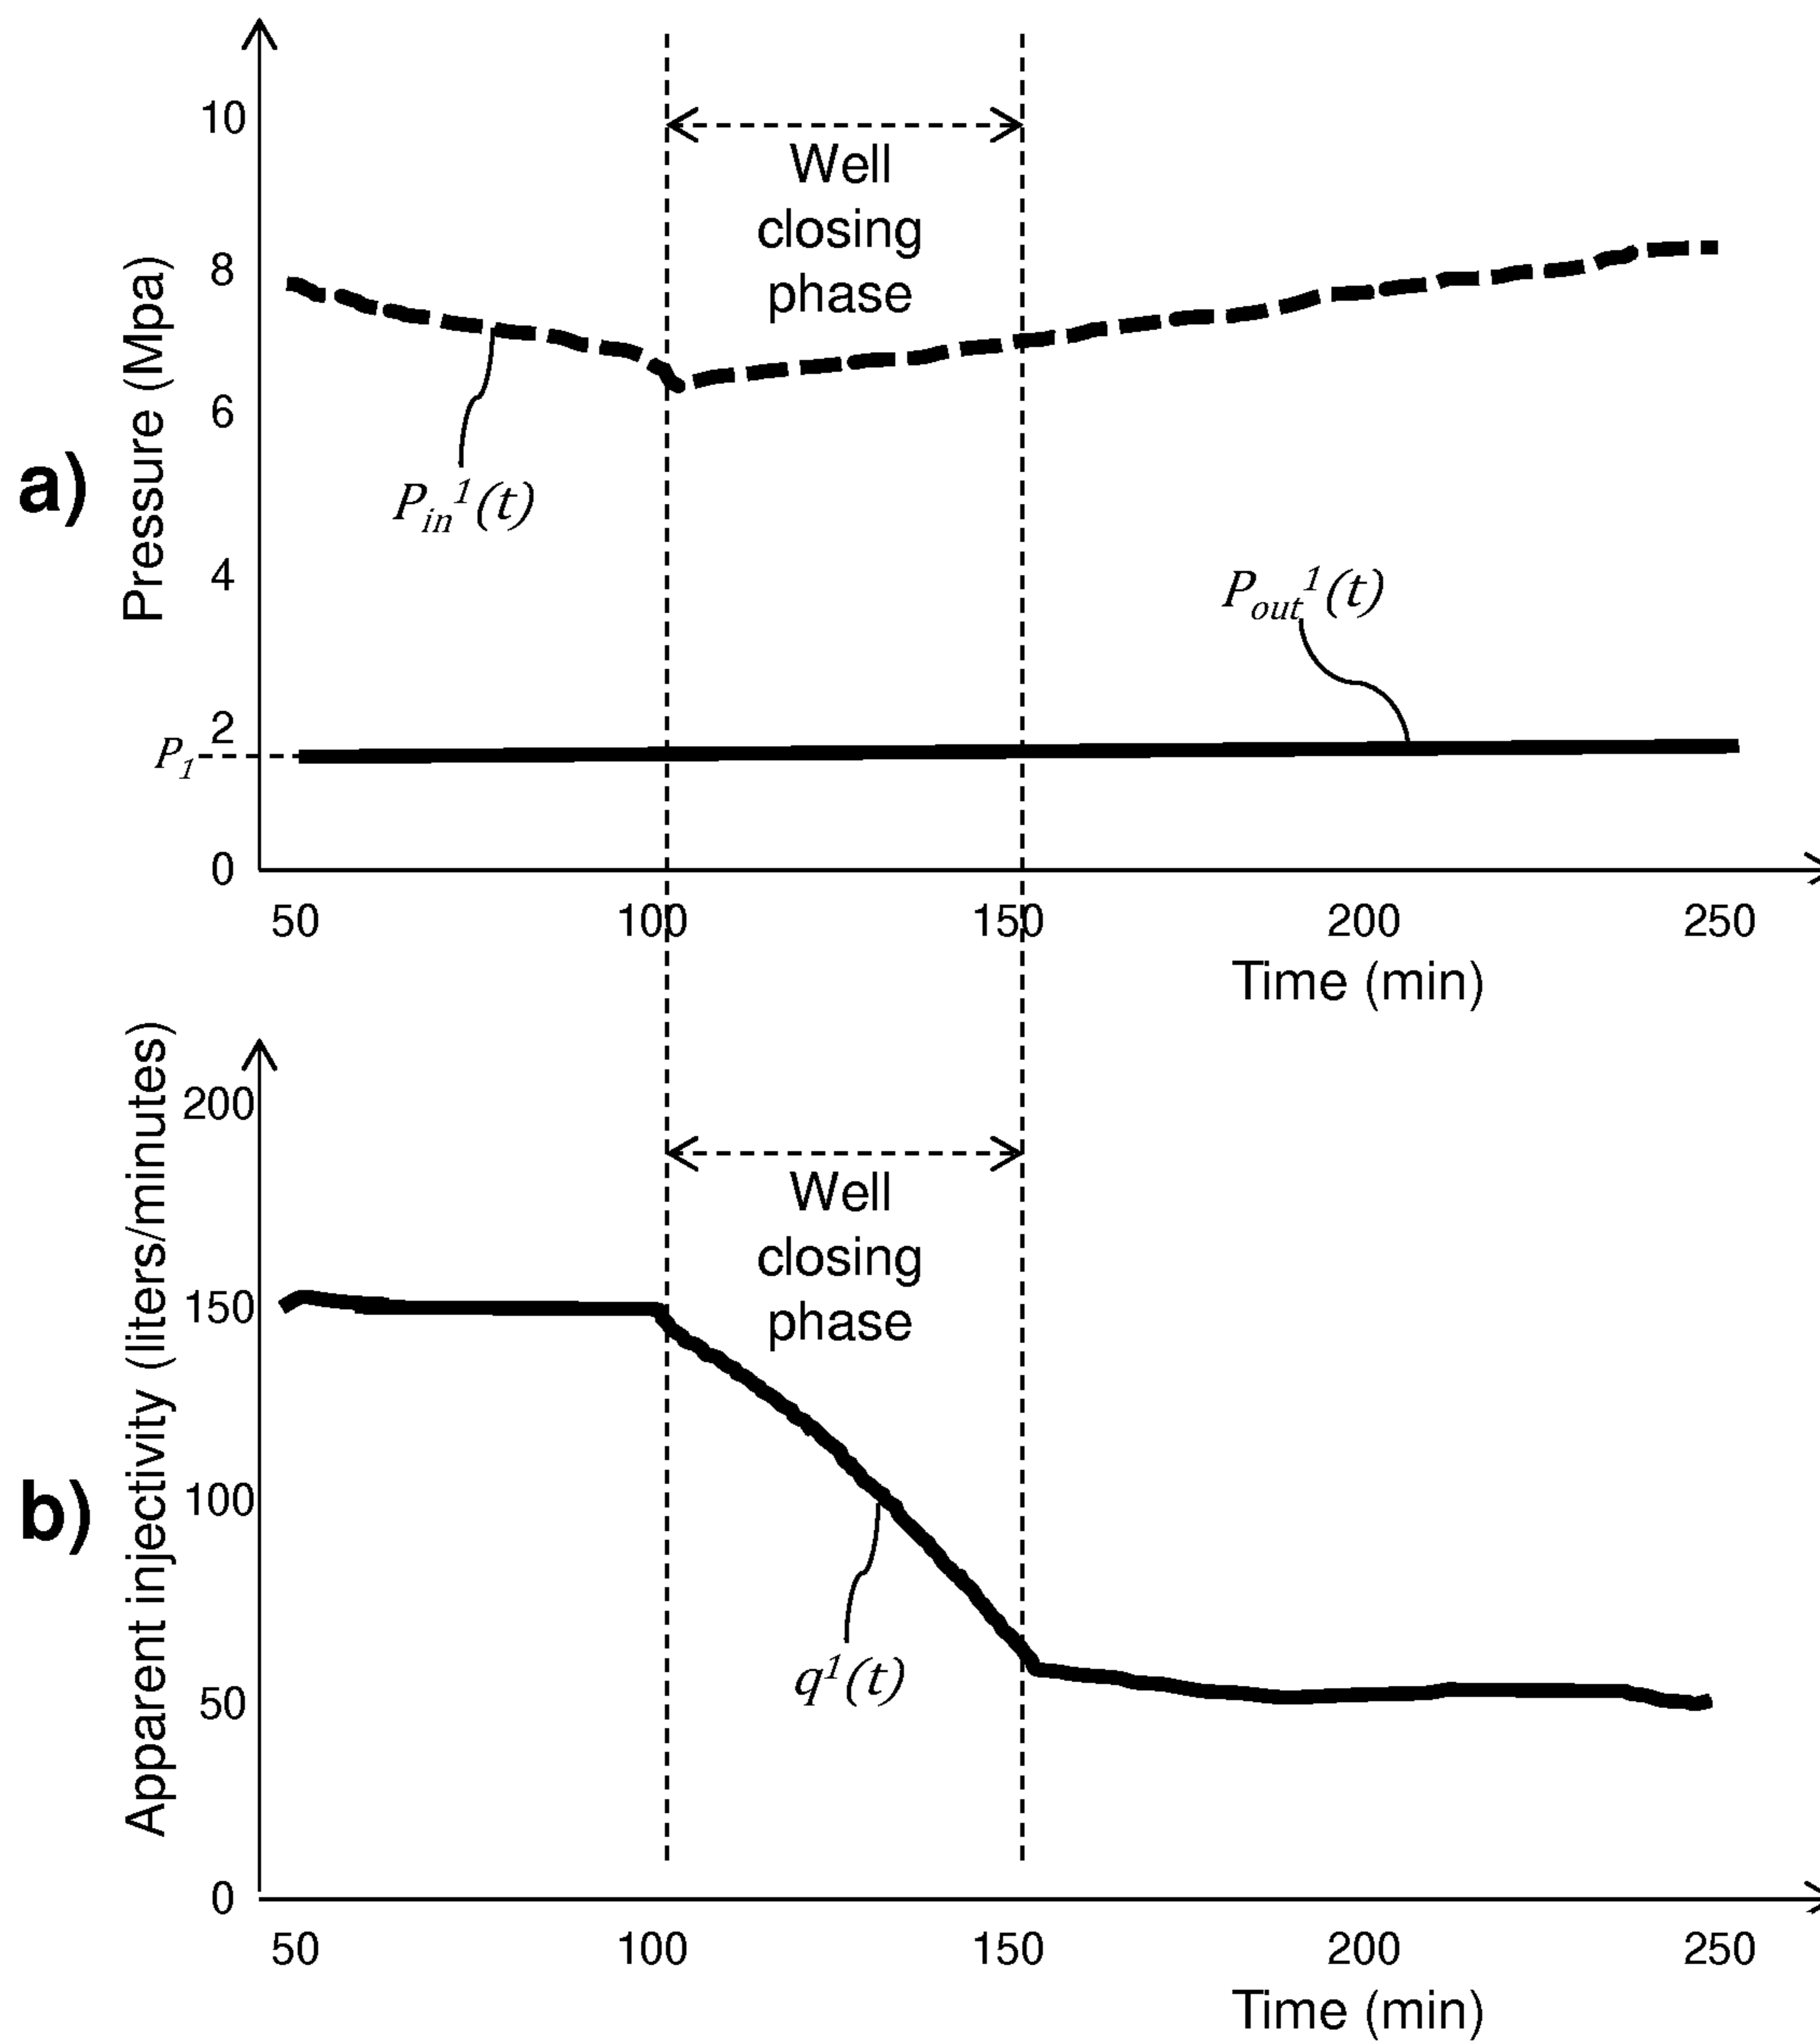 a)
Pressure (Mpa)
10
8
6
4
2
0
P₁
Well
closing
phase
Pᵢₙ¹(t)
Pₒᵤₜ¹(t)
50 100 150 200 250
Time (min)
b)
Apparent injectivity (liters/minutes)
200
150
100
50
0
Well
closing
phase
q¹(t)
50 100 150 200 250
Time (min)